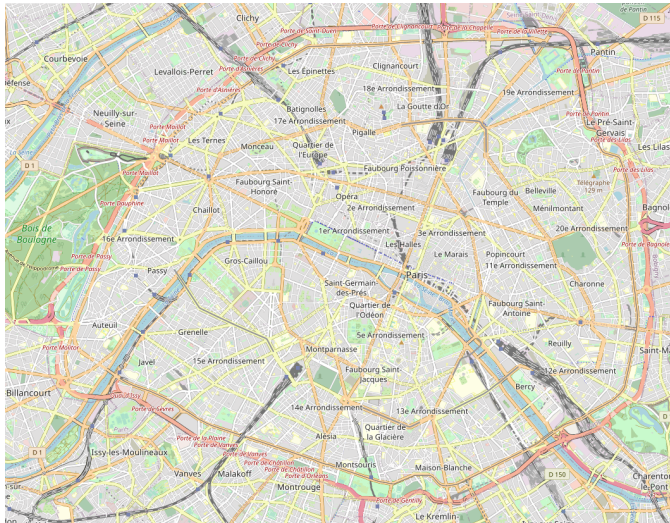 Clichy
D 115
Pantin
Porte de Saint-Ouen
Porte de Clignancourt
Porte de la Chapelle
Porte de la Villette
Courbevoie
Porte de Clichy
Levallois-Perret
Porte d'Asnières
Les Épinettes
Clignancourt
Porte de Pantin
18e Arrondissement
19e Arrondissement
Neuilly-sur-
Seine
Batignolles
La Goutte d'Or
17e Arrondissement
Porte de Pantin
Le Pré-Saint-
Gervais
Porte Maillot
Pigalle
Les Ternes
Monceau
Quartier de
l'Europe
Porte des Lilas
Les Lilas
D 1
Faubourg Poissonnière
Porte des Lilas
Porte Maillot
Faubourg Saint-
Honoré
Télégraphe
129 m
Opéra
Faubourg du
Temple
Belleville
Porte Dauphine
Chaillot
2e Arrondissement
Ménilmontant
Bagnol
Bois de
Boulogne
1er Arrondissement
3e Arrondissement
20e Arrondissement
16e Arrondissement
Les Halles
Porte de Bagnole
Porte de Passy
Gros-Caillou
Le Marais
Popincourt
11e Arrondissement
Passy
Paris
Saint-Germain-
des-Prés
Charonne
Quartier de
l'Odéon
Faubourg Saint-
Antoine
Auteuil
Grenelle
5e Arrondissement
Reuilly
Porte Molitor
Javel
15e Arrondissement
Montparnasse
Saint-M
Faubourg Saint-
Jacques
12e Arrondissement
Billancourt
Bercy
14e Arrondissement
13e Arrondissement
Porte de Sèvres
Alésia
Quartier de
la Glacière
Porte de la Plaine
Porte de Vanves
D 1
Issy-les-Moulineaux
Porte de Châtillon
Montsouris
Maison-Blanche
Vanves
Malakoff
Porte de Châtillon
Porte d'Orléans
D 150
Charenton-
le-Pont
Montrouge
Porte de Gentilly
Le Kremlin